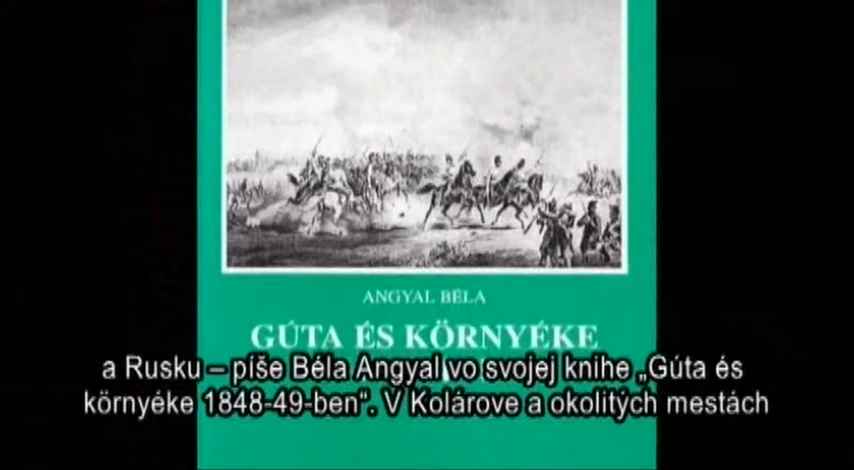 ANGYAL BÉLA
GÚTA ÉS KÖRNYÉKE
a Rusku – píše Béla Angyal vo svojej knihe „Gúta és
környéke 1848-49-ben“. V Kolárove a okolitých mestách